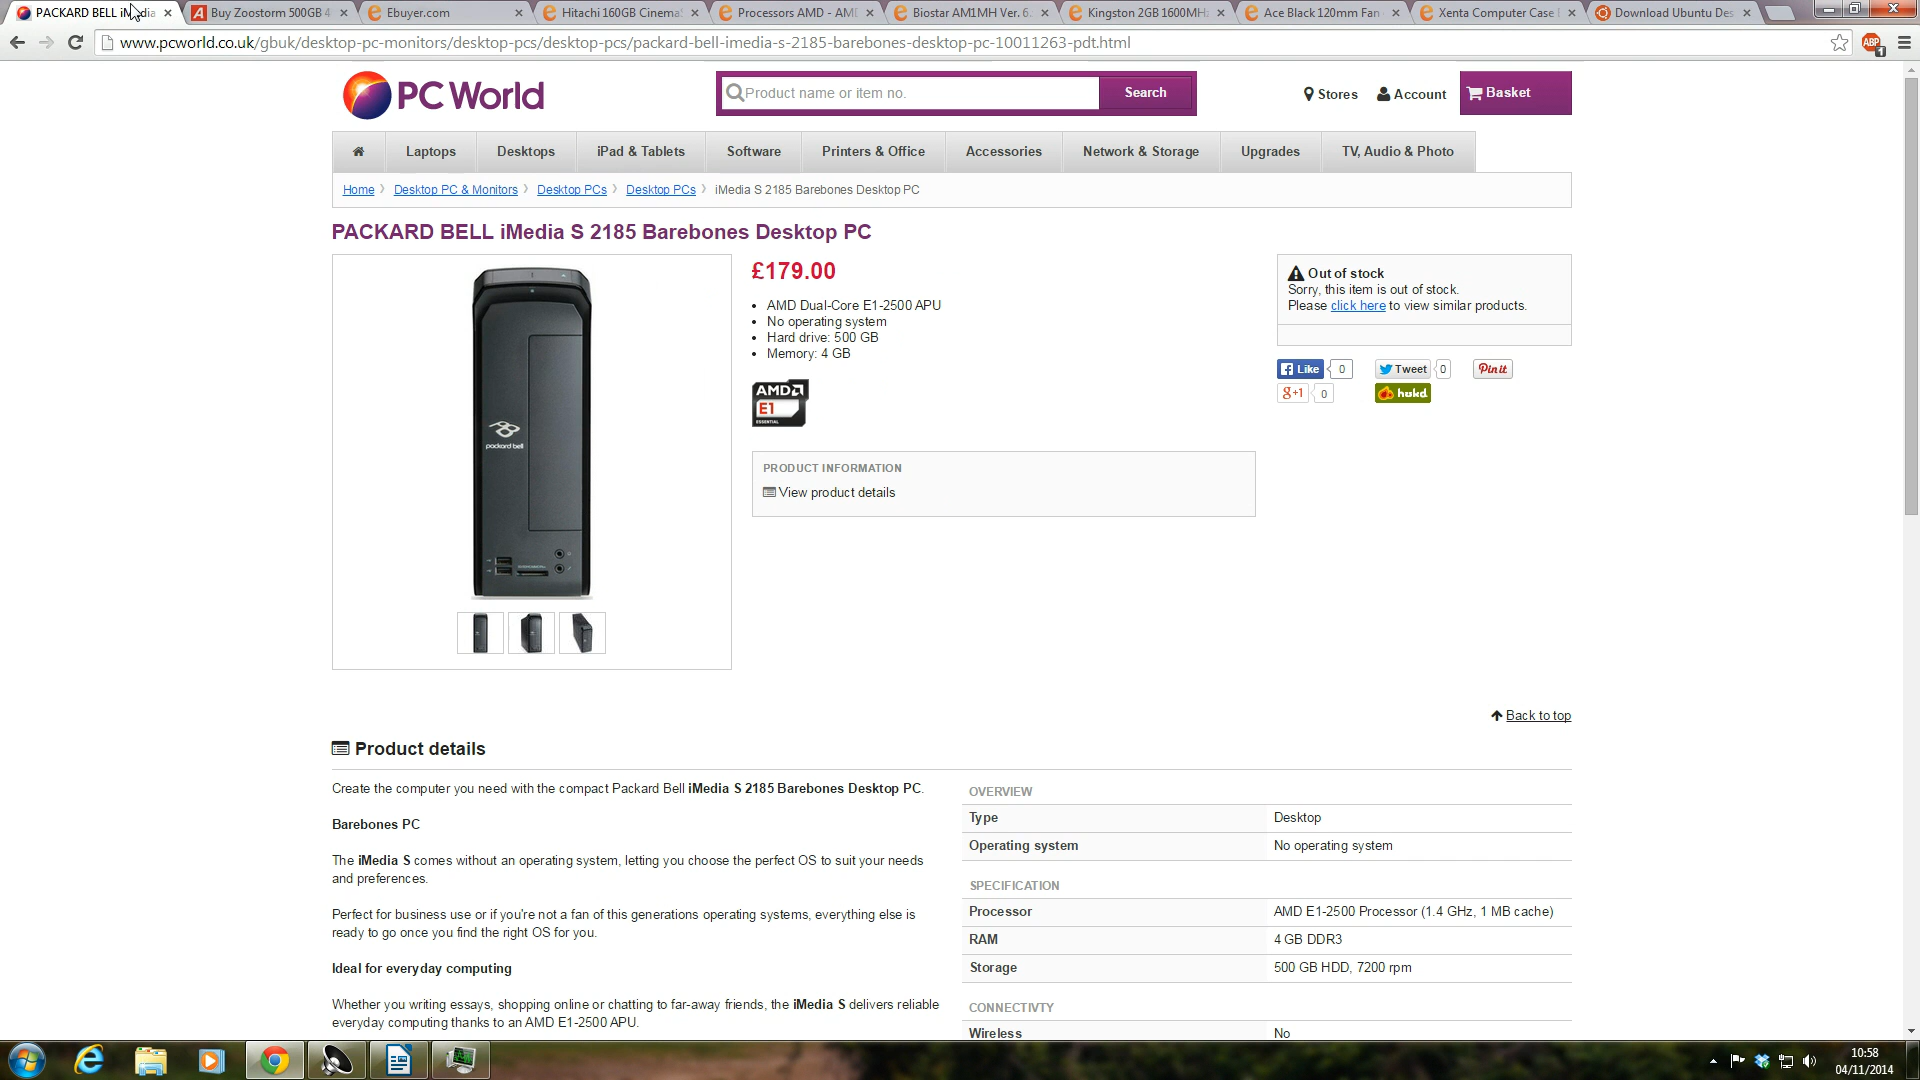 PACKARD BELL iMedia
Buy Zoostorm 500GB 4
Ebuyer.com
Hitachi 160GB Cinema
Processors AMD - AM
Biostar AM1MH Ver. 6.
Kingston 2GB 1600MH
Ace Black 120mm Fan
Xenta Computer Case
Download Ubuntu Des
www.pcworld.co.uk/gbuk/desktop-pc-monitors/desktop-pcs/desktop-pcs/packard-bell-imedia-s-2185-barebones-desktop-pc-10011263-pdt.html
ABP
1
PC World
Product name or item no.
Search
Stores
Account
Basket
Laptops
Desktops
iPad & Tablets
Software
Printers & Office
Accessories
Network & Storage
Upgrades
TV, Audio & Photo
Home
Desktop PC & Monitors
Desktop PCs
Desktop PCs
iMedia S 2185 Barebones Desktop PC
PACKARD BELL iMedia S 2185 Barebones Desktop PC
packard bell
£179.00
• AMD Dual-Core E1-2500 APU
• No operating system
• Hard drive: 500 GB
• Memory: 4 GB
AMD
E1
ESSENTIAL
PRODUCT INFORMATION
View product details
Out of stock
Sorry, this item is out of stock.
Please click here to view similar products.
Like
0
Tweet
0
Pin it
g+1
0
hukd
Back to top
Product details
Create the computer you need with the compact Packard Bell iMedia S 2185 Barebones Desktop PC.
Barebones PC
The iMedia S comes without an operating system, letting you choose the perfect OS to suit your needs
and preferences.
Perfect for business use or if you're not a fan of this generations operating systems, everything else is
ready to go once you find the right OS for you.
Ideal for everyday computing
Whether you writing essays, shopping online or chatting to far-away friends, the iMedia S delivers reliable
everyday computing thanks to an AMD E1-2500 APU.
OVERVIEW
Type Desktop
Operating system No operating system
SPECIFICATION
Processor AMD E1-2500 Processor (1.4 GHz, 1 MB cache)
RAM 4 GB DDR3
Storage 500 GB HDD, 7200 rpm
CONNECTIVTY
Wireless No
10:58
04/11/2014